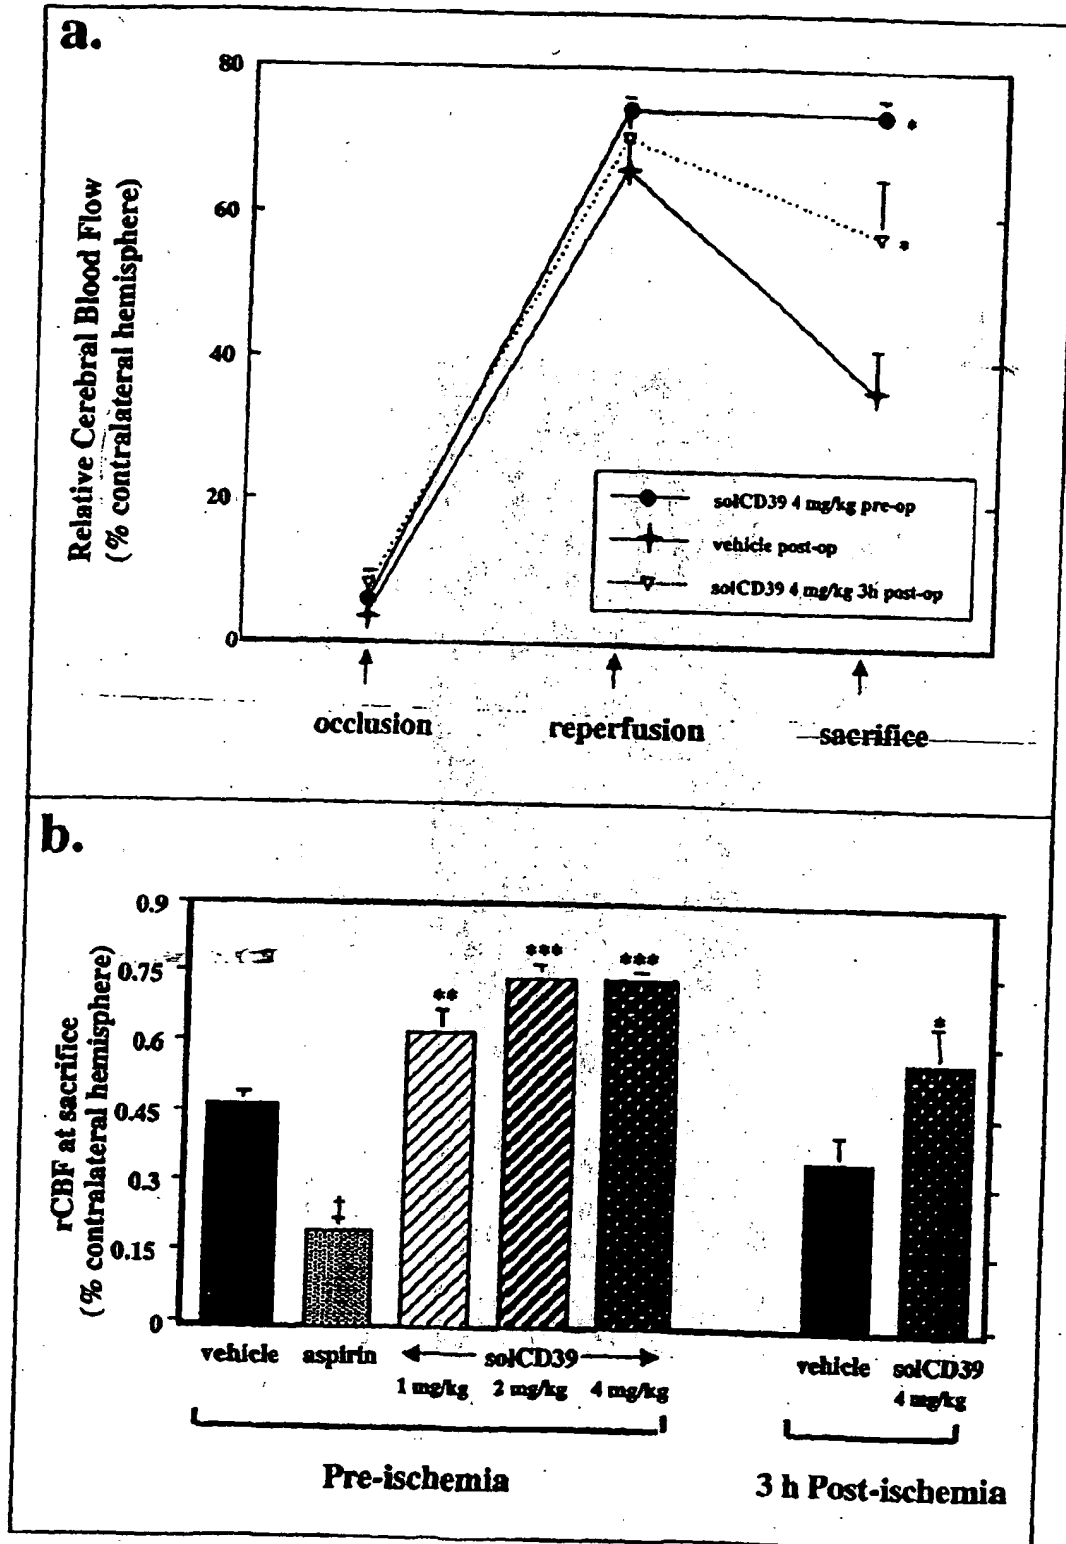 a.
80
60
40
20
0
Relative Cerebral Blood Flow
(% contralateral hemisphere)
*
*
solCD39 4 mg/kg pre-op
vehicle post-op
solCD39 4 mg/kg 3h post-op
occlusion reperfusion sacrifice
b.
0.9
0.75
0.6
0.45
0.3
0.15
0
rCBF at sacrifice
(% contralateral hemisphere)
‡ ** *** *** *
vehicle aspirin solCD39 vehicle solCD39
1 mg/kg 2 mg/kg 4 mg/kg 4 mg/kg
Pre-ischemia 3 h Post-ischemia